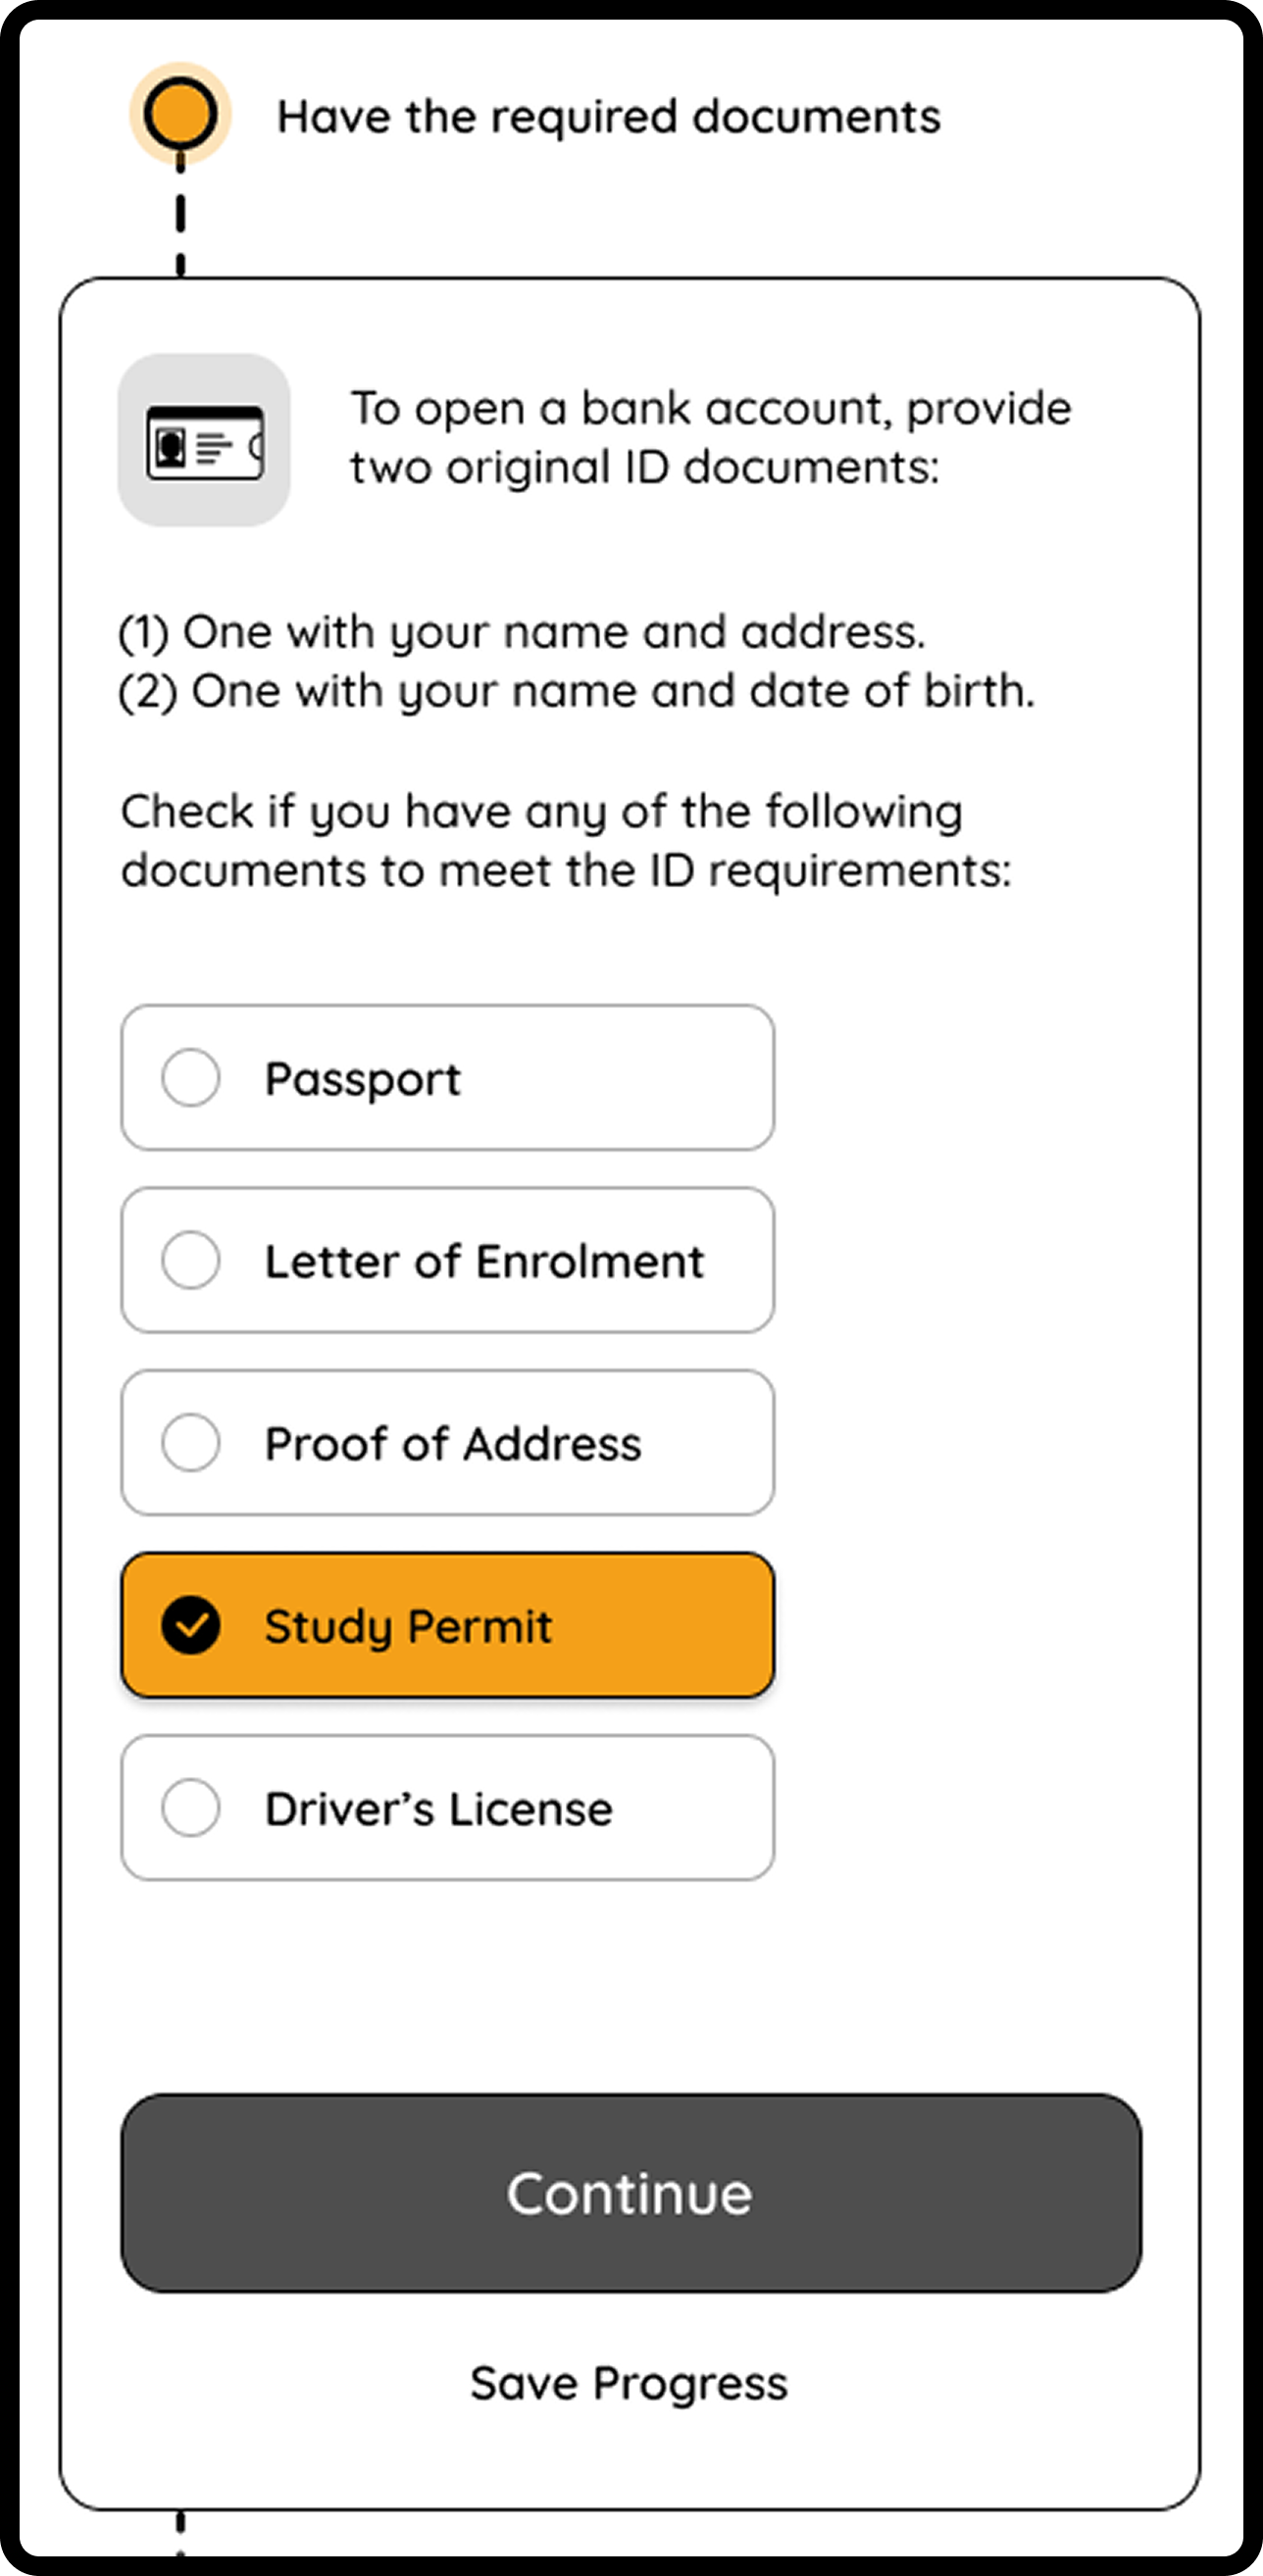 Have the required documents
To open a bank account, provide
two original ID documents:
(1) One with your name and address.
(2) One with your name and date of birth.
Check if you have any of the following
documents to meet the ID requirements:
Passport
Letter of Enrolment
Proof of Address
Study Permit
Driver’s License
Continue
Save Progress